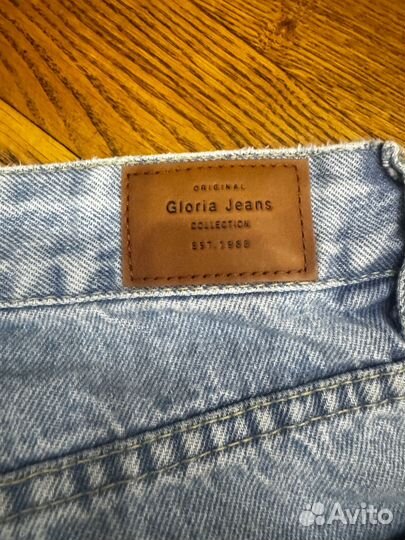 ORIGINAL
Gloria Jeans
COLLECTION
EST. 1988
Avito